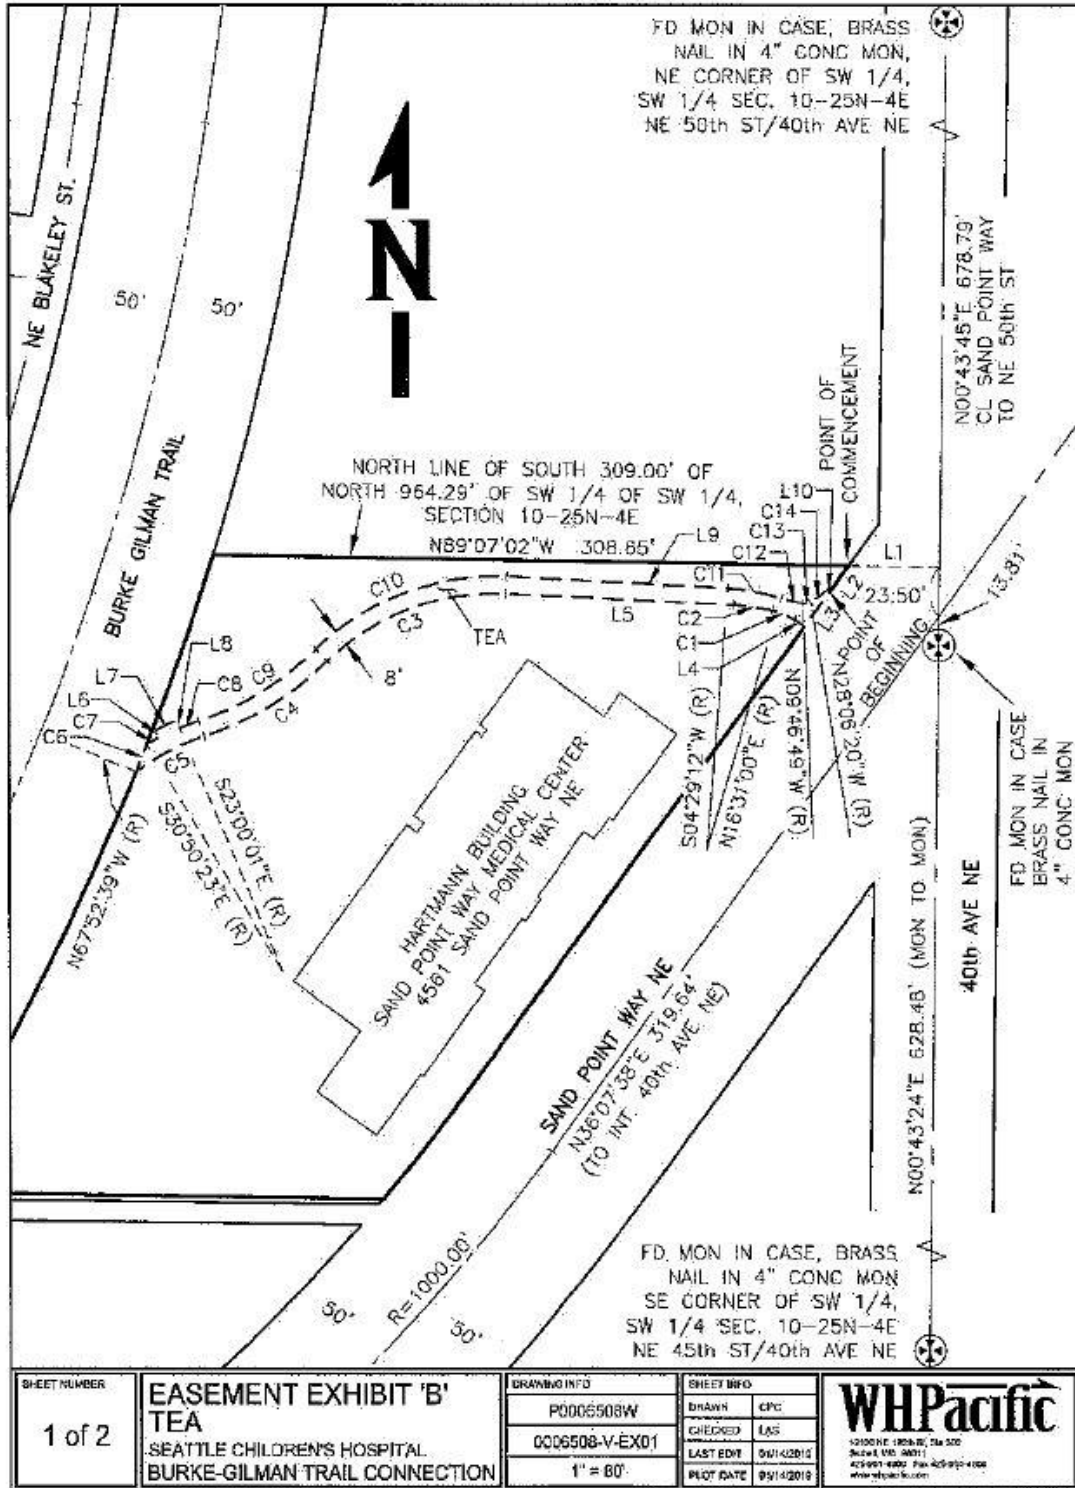 FD MON IN CASE, BRASS
NAIL IN 4" CONC MON,
NE CORNER OF SW 1/4,
SW 1/4 SEC. 10-25N-4E
NE 50th ST/40th AVE NE
NE BLAKELEY ST.
50'
50'
BURKE GILMAN TRAIL
N
N00°43'45"E 678.79'
CL SAND POINT WAY
TO NE 50th ST
POINT OF
COMMENCEMENT
NORTH LINE OF SOUTH 309.00' OF
NORTH 964.29' OF SW 1/4 OF SW 1/4,
SECTION 10-25N-4E
N89°07'02"W 308.65'
L10
C14
C13
C12
C11
L9
L1
L2
L3
23.50'
13.81'
C10
C3
TEA
L5
C2
C1
L4
8'
POINT
OF
BEGINNING
L8
L7
C8
C9
C4
L6
C7
C6
C5
N67°52'39"W (R)
S30°50'23"E (R)
S23°00'01"E (R)
S04°29'12"W (R)
N16°31'00"E (R)
N09°46'49"W (R)
N28°06'20"W (R)
HARTMANN BUILDING
SAND POINT WAY MEDICAL CENTER
4561 SAND POINT WAY NE
FD MON IN CASE
BRASS NAIL IN
4" CONC MON
SAND POINT WAY NE
N36°07'38"E 319.64'
(TO INT. 40th AVE. NE)
N00°43'24"E 628.48' (MON TO MON)
40th AVE NE
R=1000.00'
50'
50'
FD. MON IN CASE, BRASS
NAIL IN 4" CONC MON
SE CORNER OF SW 1/4,
SW 1/4 SEC. 10-25N-4E
NE 45th ST/40th AVE NE
SHEET NUMBER
1 of 2
EASEMENT EXHIBIT 'B'
TEA
SEATTLE CHILDREN'S HOSPITAL
BURKE-GILMAN TRAIL CONNECTION
DRAWING INFO
P0006508W
0006508-V-EX01
1" = 60'
SHEET INFO
DRAWN CPC
CHECKED LAS
LAST EDIT
PLOT DATE
WHPacific
www.whpacific.com